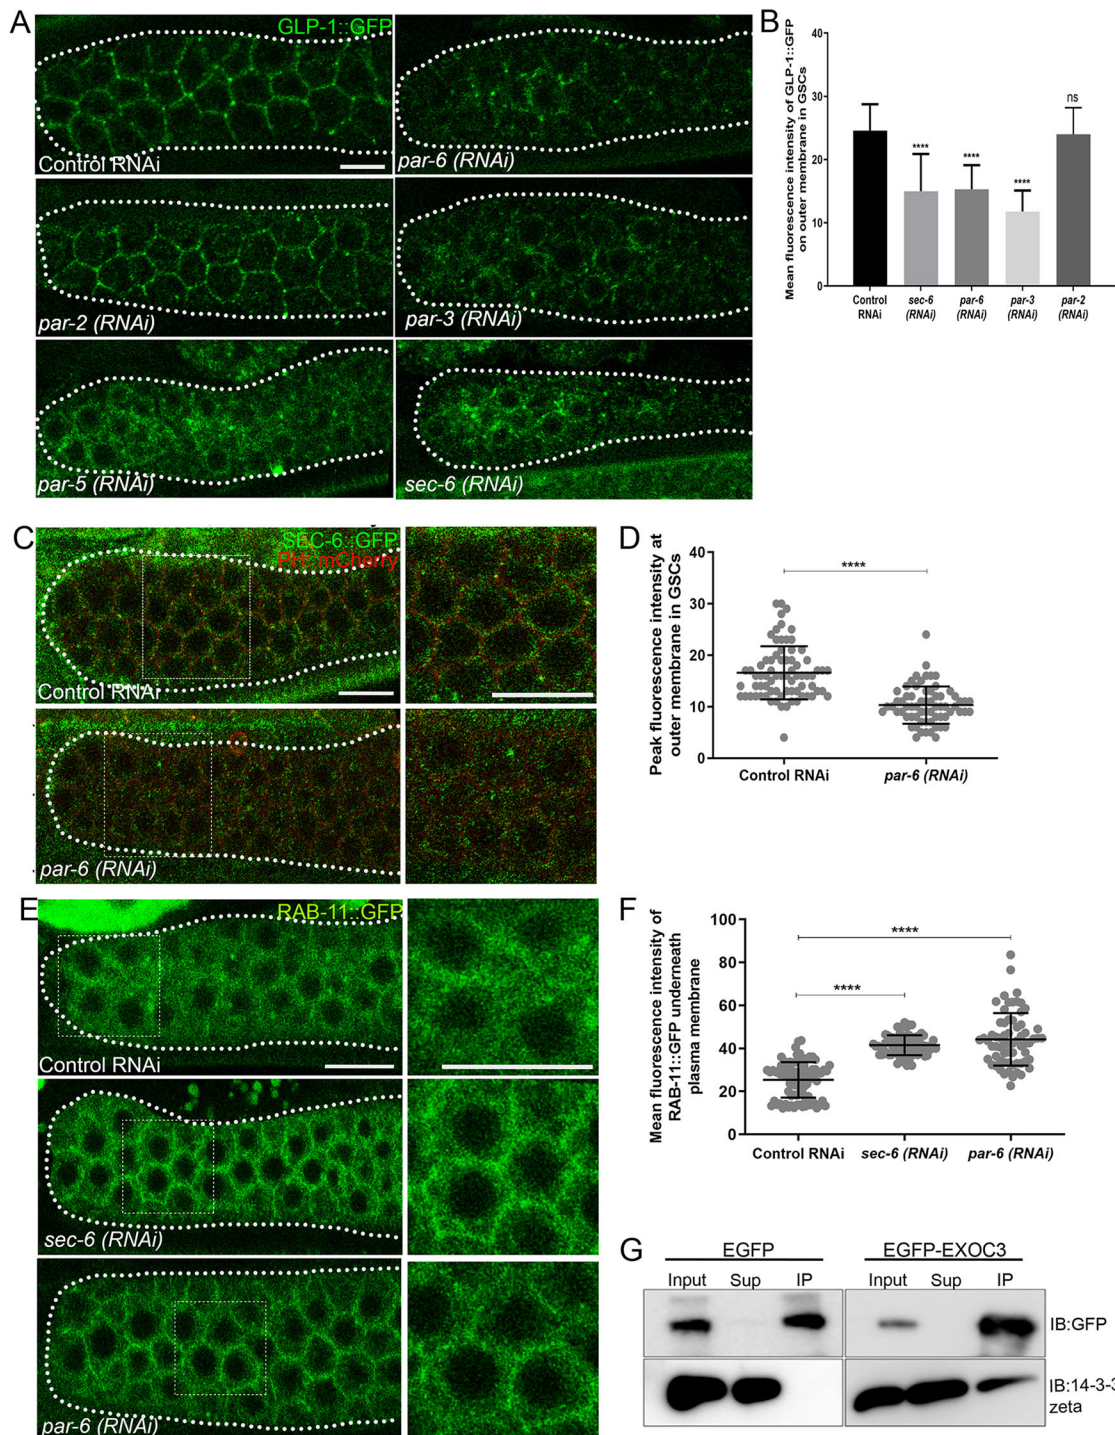 A
GLP-1::GFP
Control RNAi
par-6 (RNAi)
par-2 (RNAi)
par-3 (RNAi)
par-5 (RNAi)
sec-6 (RNAi)
B
Mean fluorescence intensity of GLP-1::GFP
on outer membrane in GSCs
40
30
20
10
0
****
****
****
ns
Control
RNAi
sec-6
(RNAi)
par-6
(RNAi)
par-3
(RNAi)
par-2
(RNAi)
C
SEC-6::GFP
PH::mCherry
Control RNAi
par-6 (RNAi)
D
Peak fluorescence intensity at
outer membrane in GSCs
40
30
20
10
0
****
Control RNAi
par-6 (RNAi)
E
RAB-11::GFP
Control RNAi
sec-6 (RNAi)
par-6 (RNAi)
F
Mean fluorescence intensity of
RAB-11::GFP underneath
plasma membrane
100
80
60
40
20
0
****
****
Control RNAi
sec-6 (RNAi)
par-6 (RNAi)
G
EGFP
EGFP-EXOC3
Input Sup IP
Input Sup IP
IB:GFP
IB:14-3-3
zeta